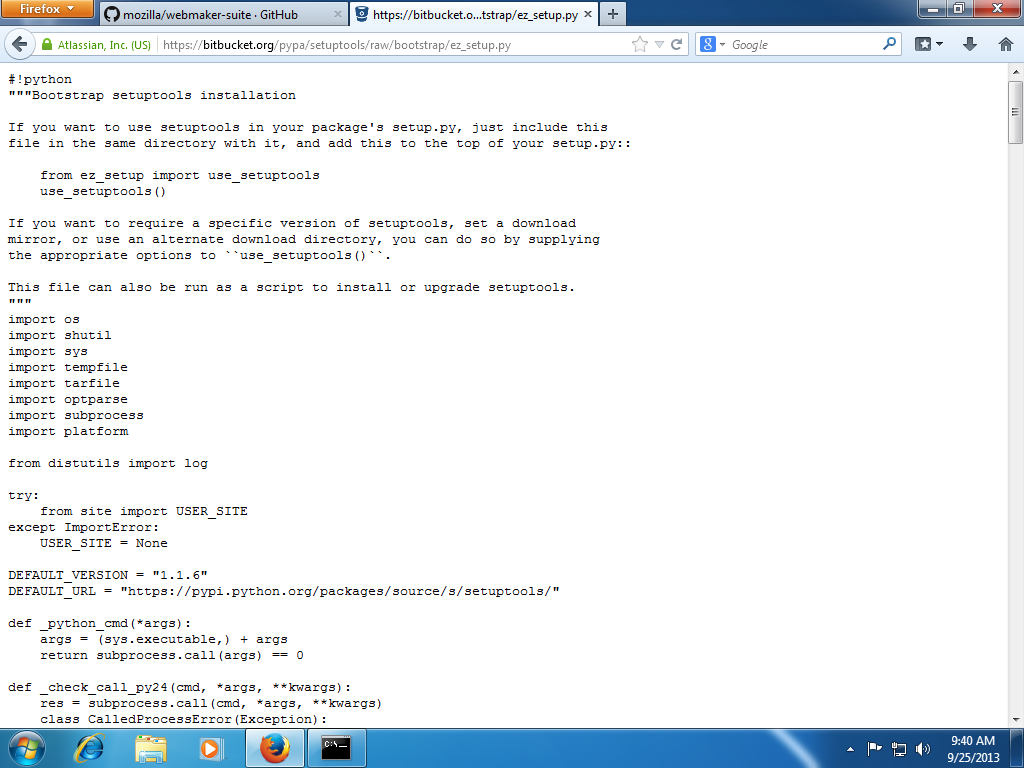 Firefox
mozilla/webmaker-suite · GitHub
https://bitbucket.o...tstrap/ez_setup.py
Atlassian, Inc. (US)
https://bitbucket.org/pypa/setuptools/raw/bootstrap/ez_setup.py
Google
#!python
"""Bootstrap setuptools installation
If you want to use setuptools in your package's setup.py, just include this
file in the same directory with it, and add this to the top of your setup.py::
    from ez_setup import use_setuptools
    use_setuptools()
If you want to require a specific version of setuptools, set a download
mirror, or use an alternate download directory, you can do so by supplying
the appropriate options to ``use_setuptools()``.
This file can also be run as a script to install or upgrade setuptools.
"""
import os
import shutil
import sys
import tempfile
import tarfile
import optparse
import subprocess
import platform
from distutils import log
try:
    from site import USER_SITE
except ImportError:
    USER_SITE = None
DEFAULT_VERSION = "1.1.6"
DEFAULT_URL = "https://pypi.python.org/packages/source/s/setuptools/"
def _python_cmd(*args):
    args = (sys.executable,) + args
    return subprocess.call(args) == 0
def _check_call_py24(cmd, *args, **kwargs):
    res = subprocess.call(cmd, *args, **kwargs)
    class CalledProcessError(Exception):
C:\_
9:40 AM
9/25/2013